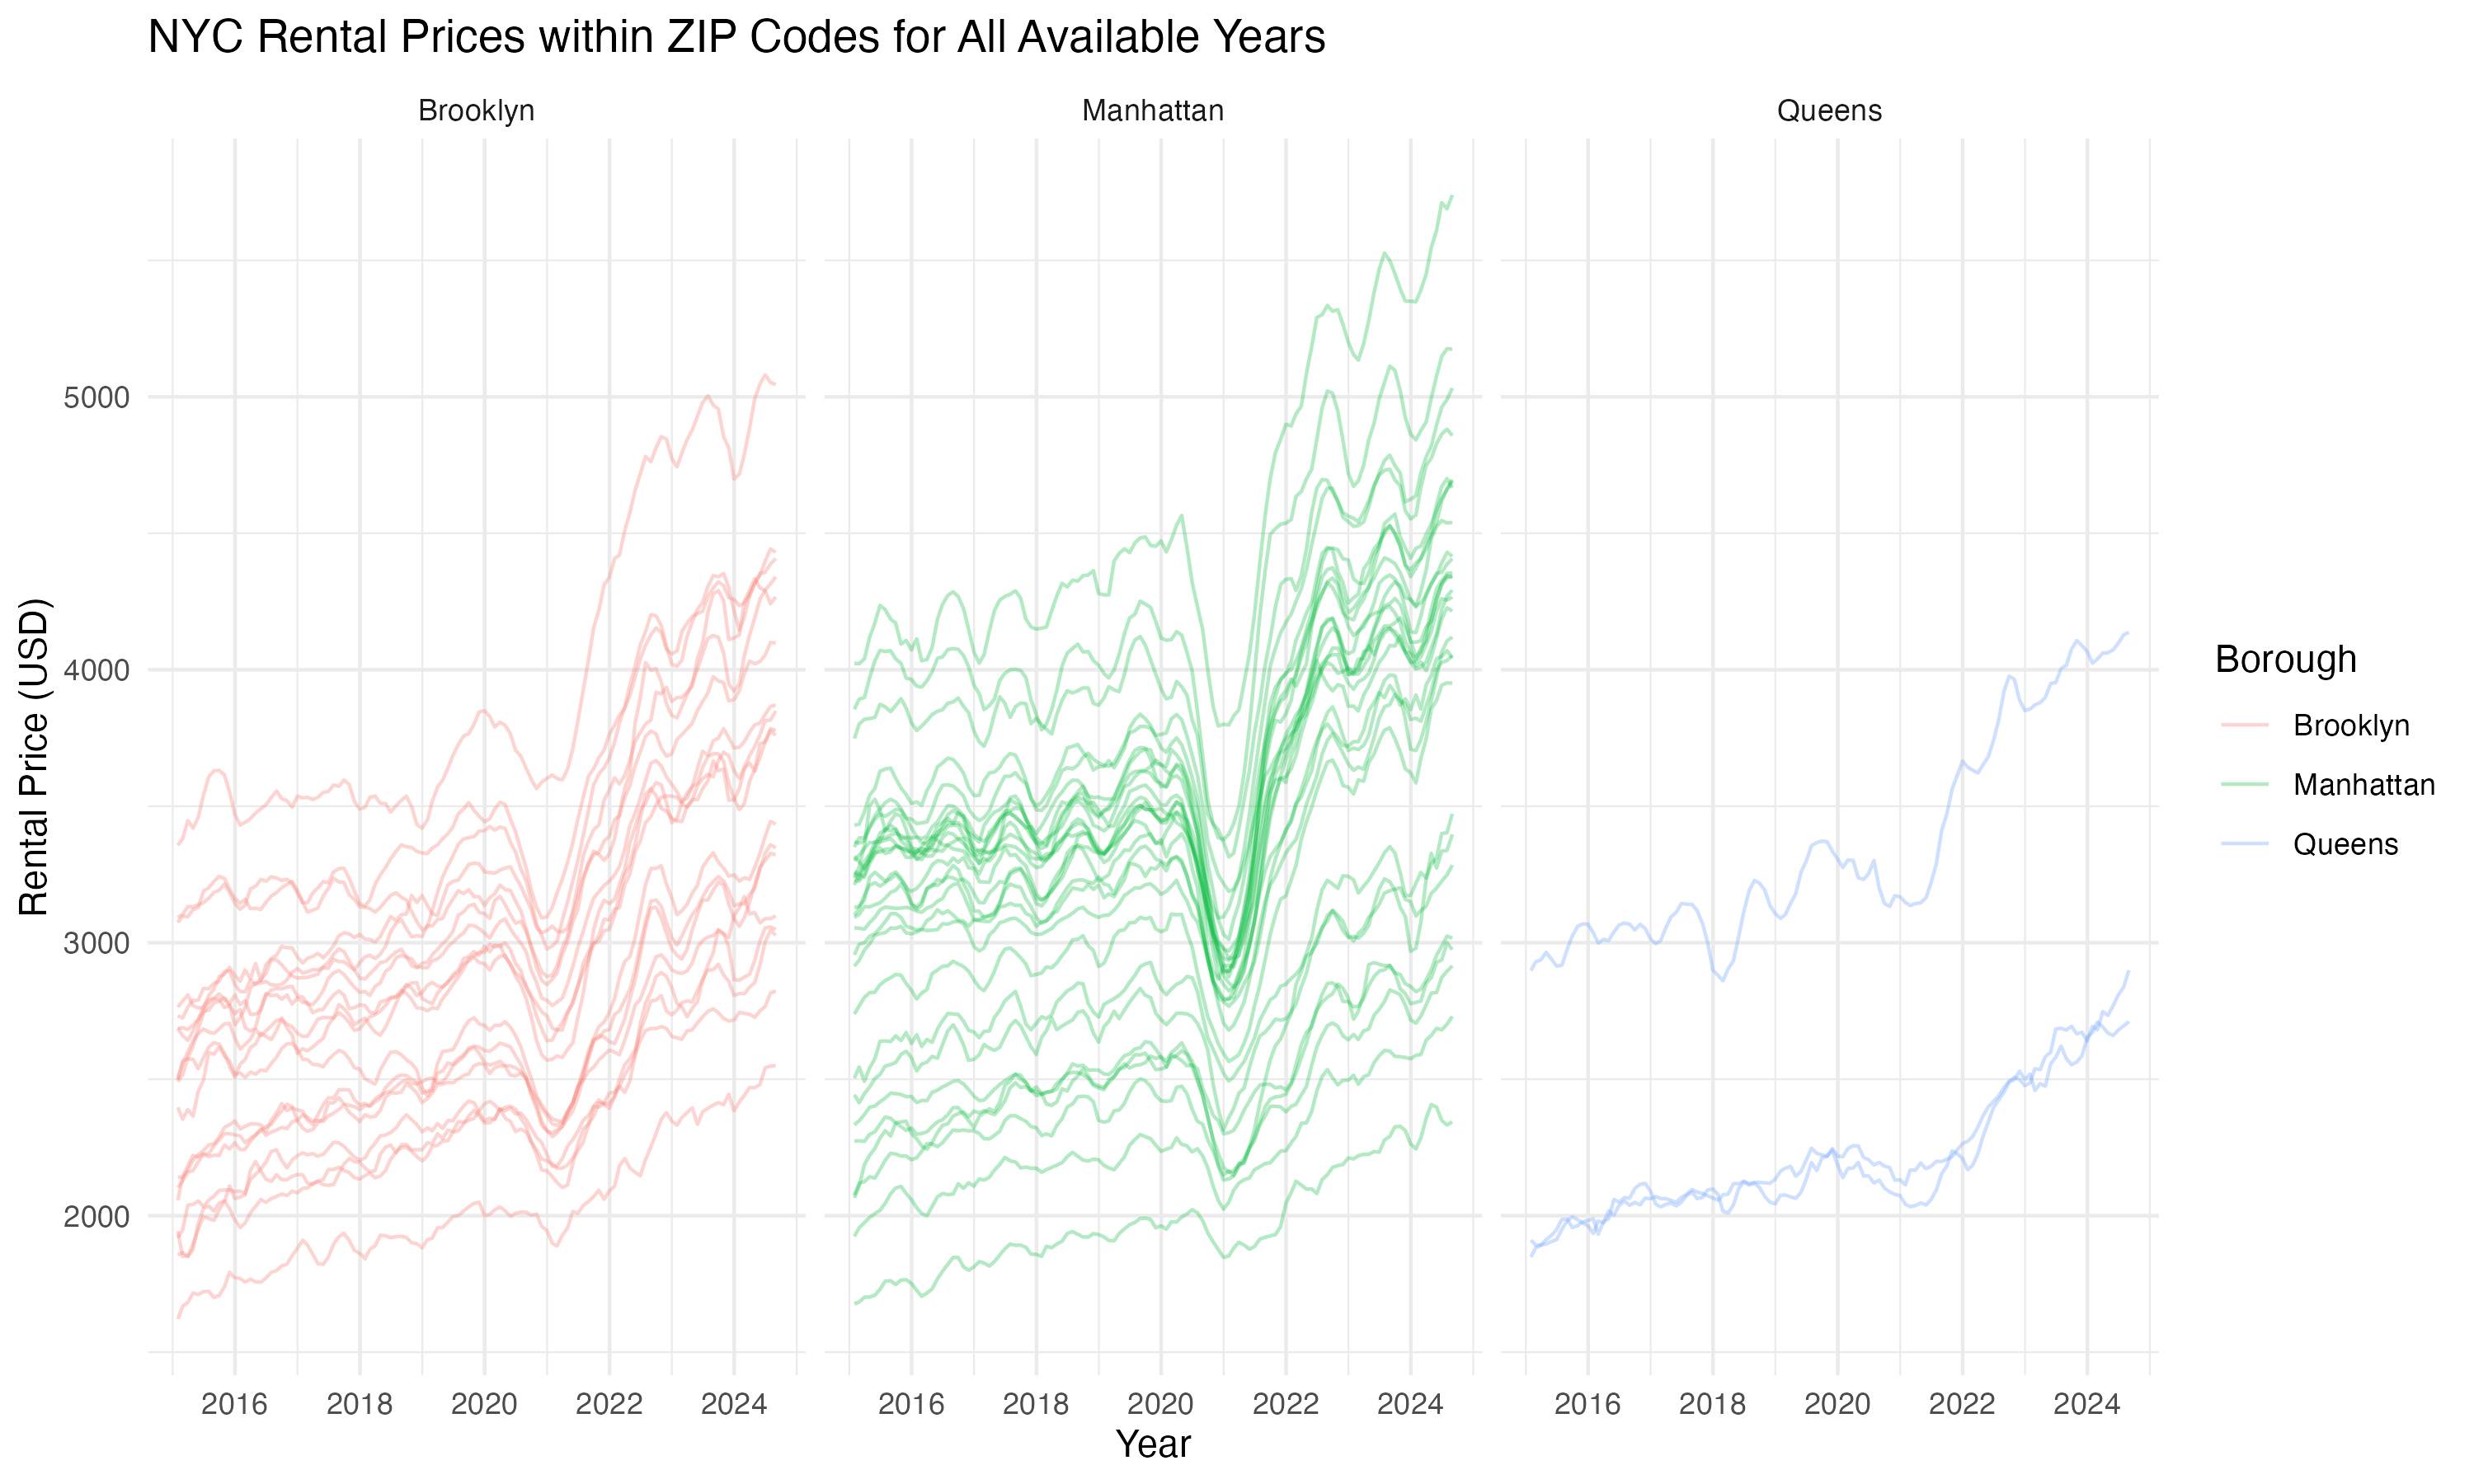 NYC Rental Prices within ZIP Codes for All Available Years
Brooklyn
Manhattan
Queens
Rental Price (USD)
5000
4000
3000
2000
2016
2018
2020
2022
2024
2016
2018
2020
2022
2024
2016
2018
2020
2022
2024
Year
Borough
Brooklyn
Manhattan
Queens